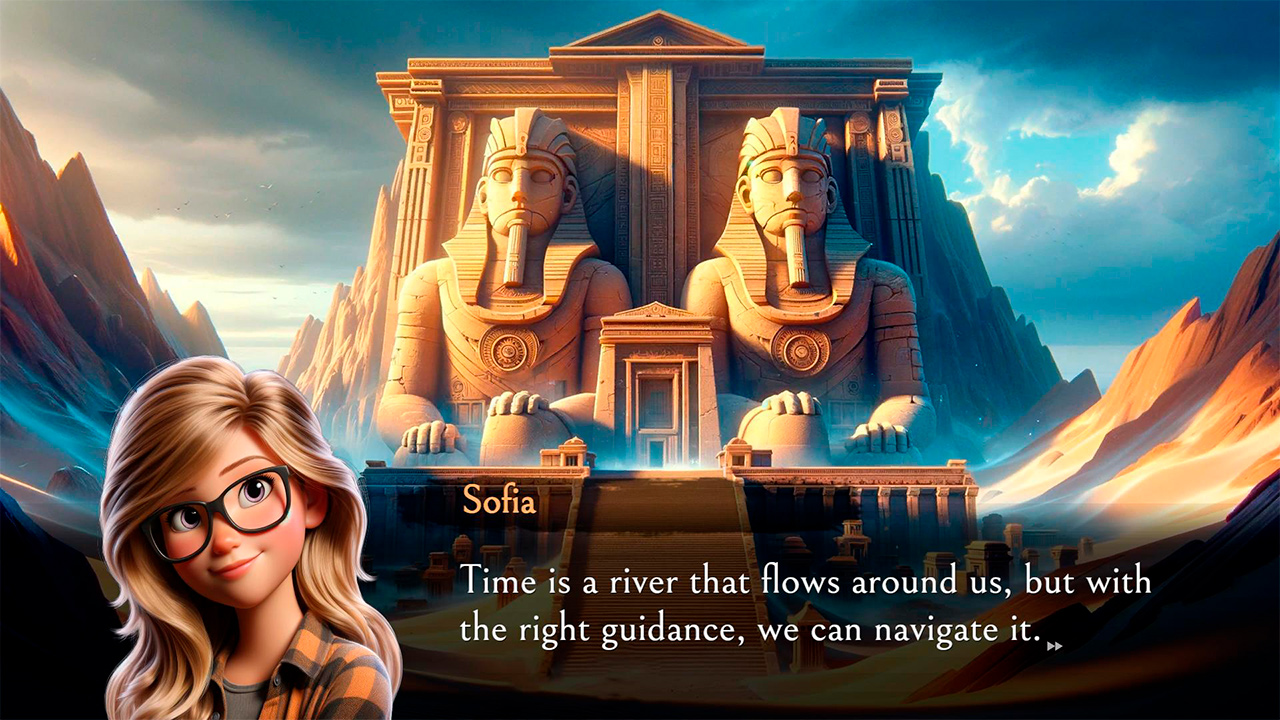 Sofia
Time is a river that flows around us, but with
the right guidance, we can navigate it.